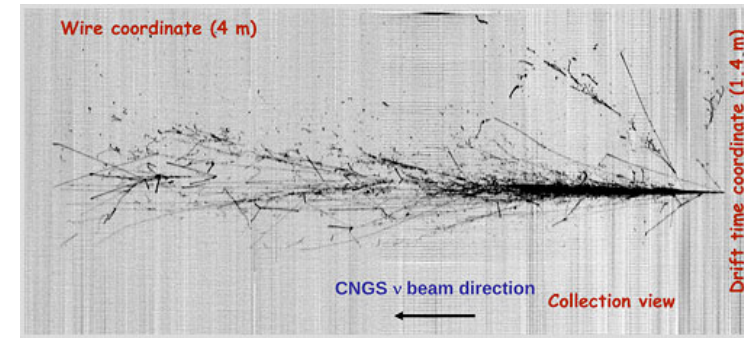 Wire coordinate (4 m)
Drift time coordinate (1.4 m)
CNGS ν beam direction
Collection view